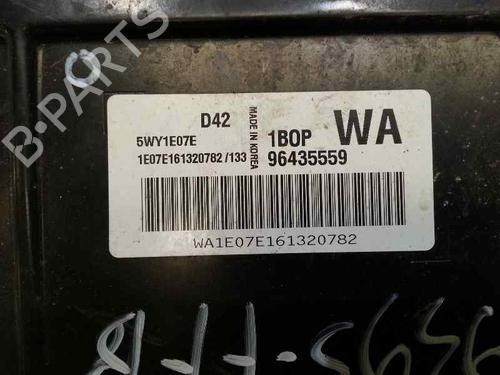 D42
5WY1E07E
1E07E161320782/133
MADE IN KOREA
1BOP
WA
96435559
WA1E07E161320782
B-PARTS